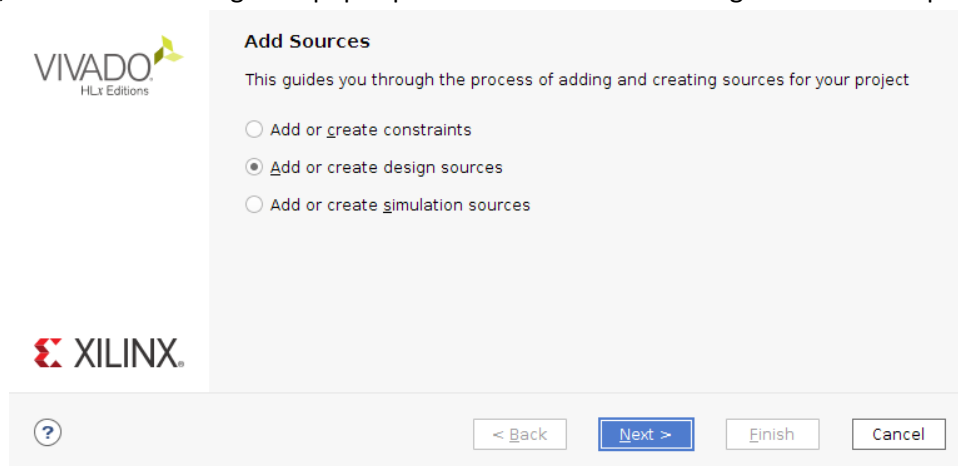 Add Sources
VIVADO.
HLx Editions
This guides you through the process of adding and creating sources for your project
Add or create constraints
Add or create design sources
Add or create simulation sources
XILINX.
?
< Back
Next >
Finish
Cancel